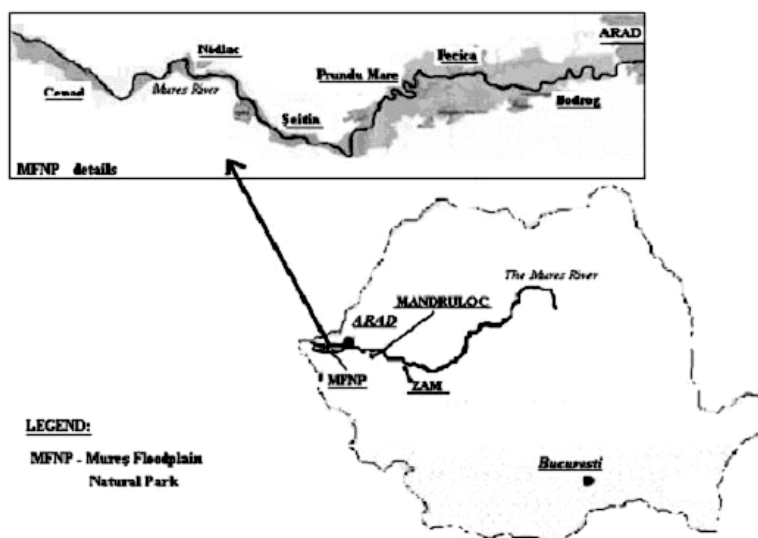 ARAD
Nădlac
Pecica
Prundu Mare
Cenad
Mures River
Bodrog
Șeitin
MFNP details
The Mures River
MANDRULOC
ARAD
MFNP
ZAM
LEGEND:
MFNP - Mureș Floodplain
Natural Park
Bucuresti